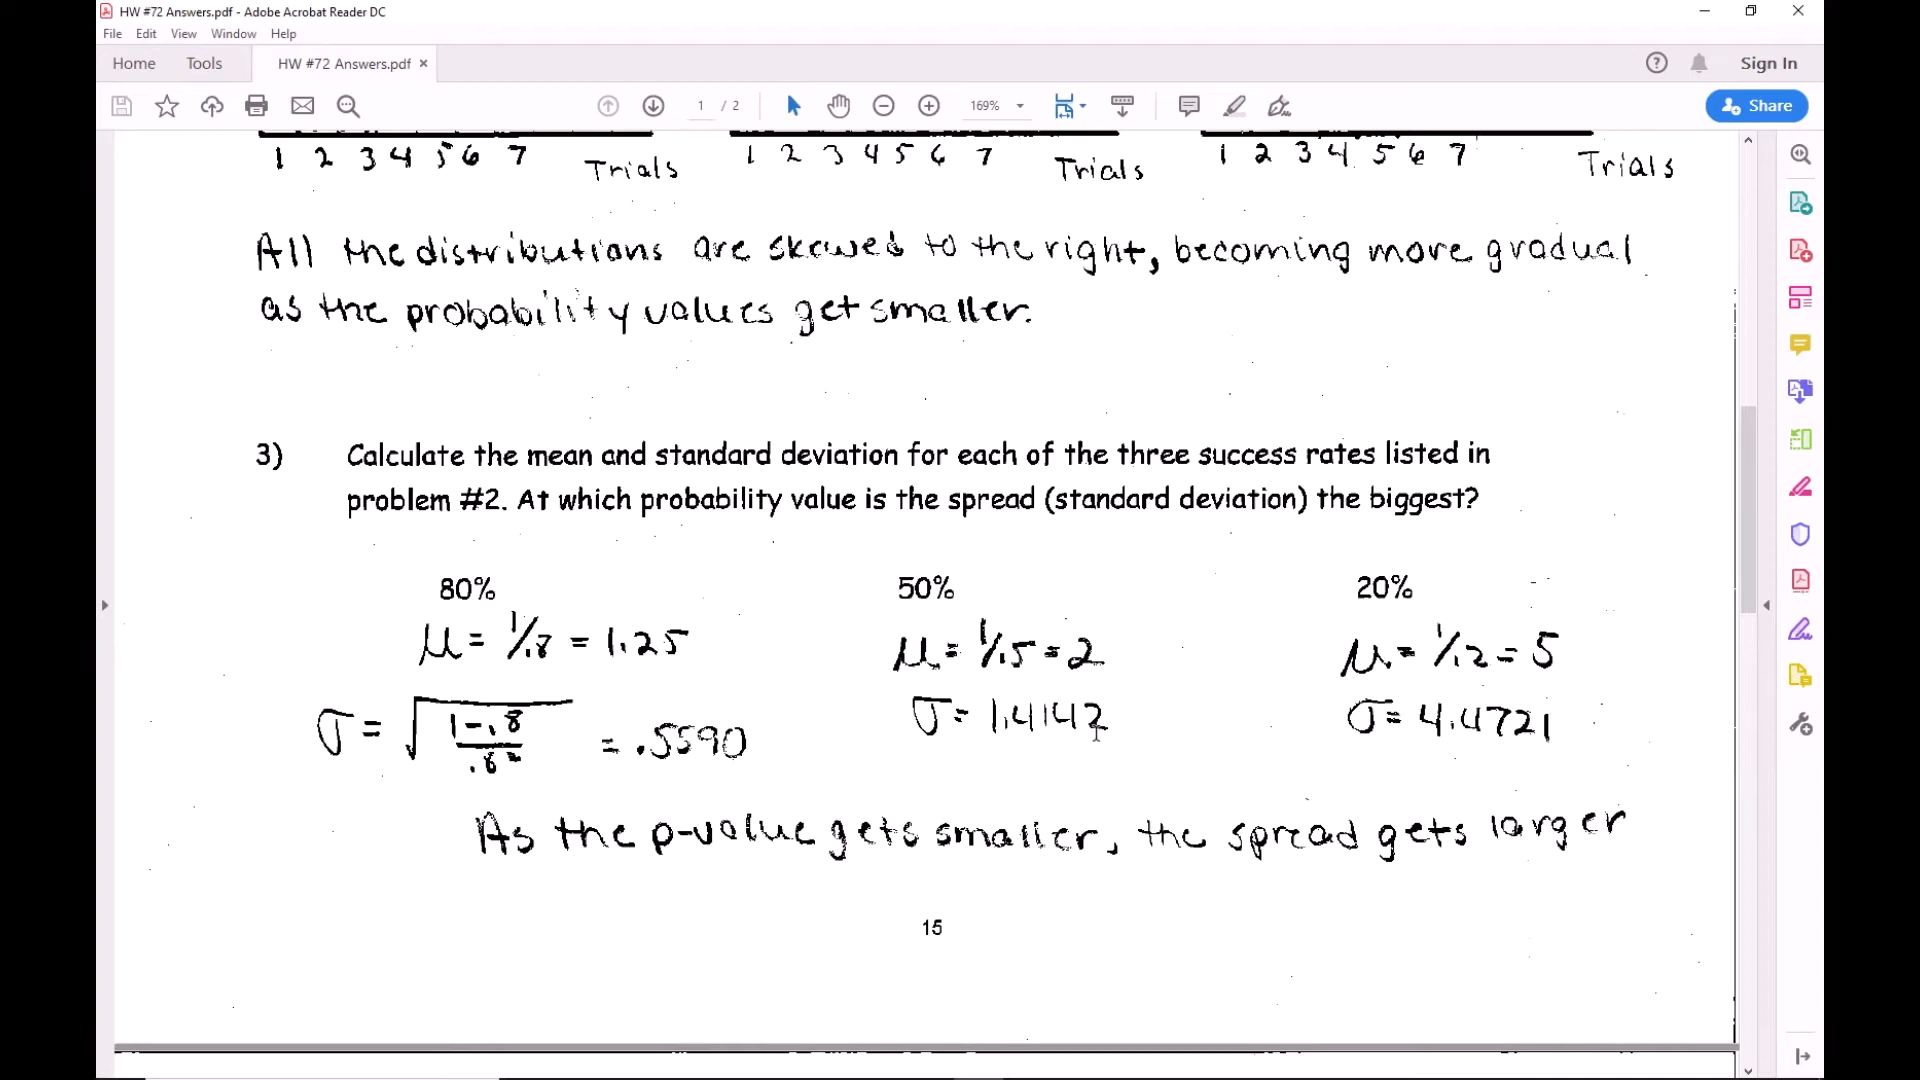 HW #72 Answers.pdf - Adobe Acrobat Reader DC
File Edit View Window Help
Home Tools HW #72 Answers.pdf × Sign In
1 / 2 169% Share
1 2 3 4 5 6 7 Trials 1 2 3 4 5 6 7 Trials 1 2 3 4 5 6 7 Trials
All the distributions are skewed to the right, becoming more gradual
as the probability values get smaller.
3) Calculate the mean and standard deviation for each of the three success rates listed in
problem #2. At which probability value is the spread (standard deviation) the biggest?
80% 50% 20%
μ = 1/.8 = 1.25 μ = 1/.5 = 2 μ = 1/.2 = 5
σ = √(1-.8/.8²) = .5590 σ = 1.4142 σ = 4.4721
As the p-value gets smaller, the spread gets larger
15